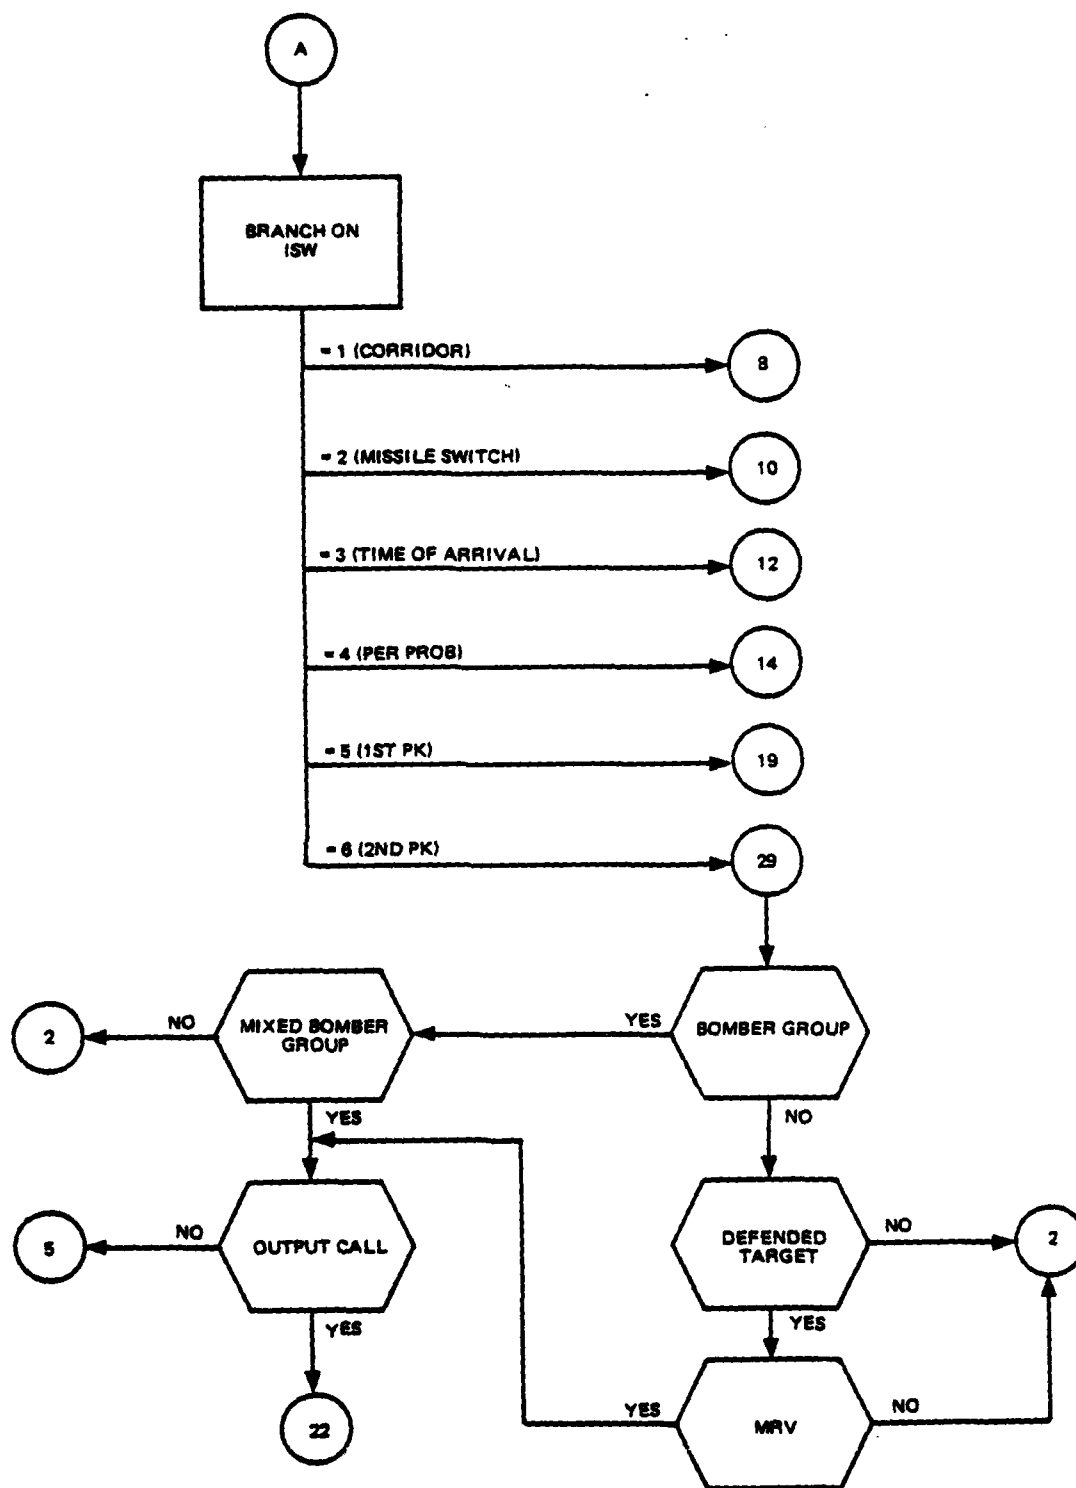 A
BRANCH ON
ISW
= 1 (CORRIDOR)
8
= 2 (MISSILE SWITCH)
10
= 3 (TIME OF ARRIVAL)
12
= 4 (PER PROB)
14
= 5 (1ST PK)
19
= 6 (2ND PK)
29
2
NO
MIXED BOMBER
GROUP
YES
BOMBER GROUP
YES
NO
5
NO
OUTPUT CALL
DEFENDED
TARGET
NO
2
YES
YES
22
YES
MRV
NO